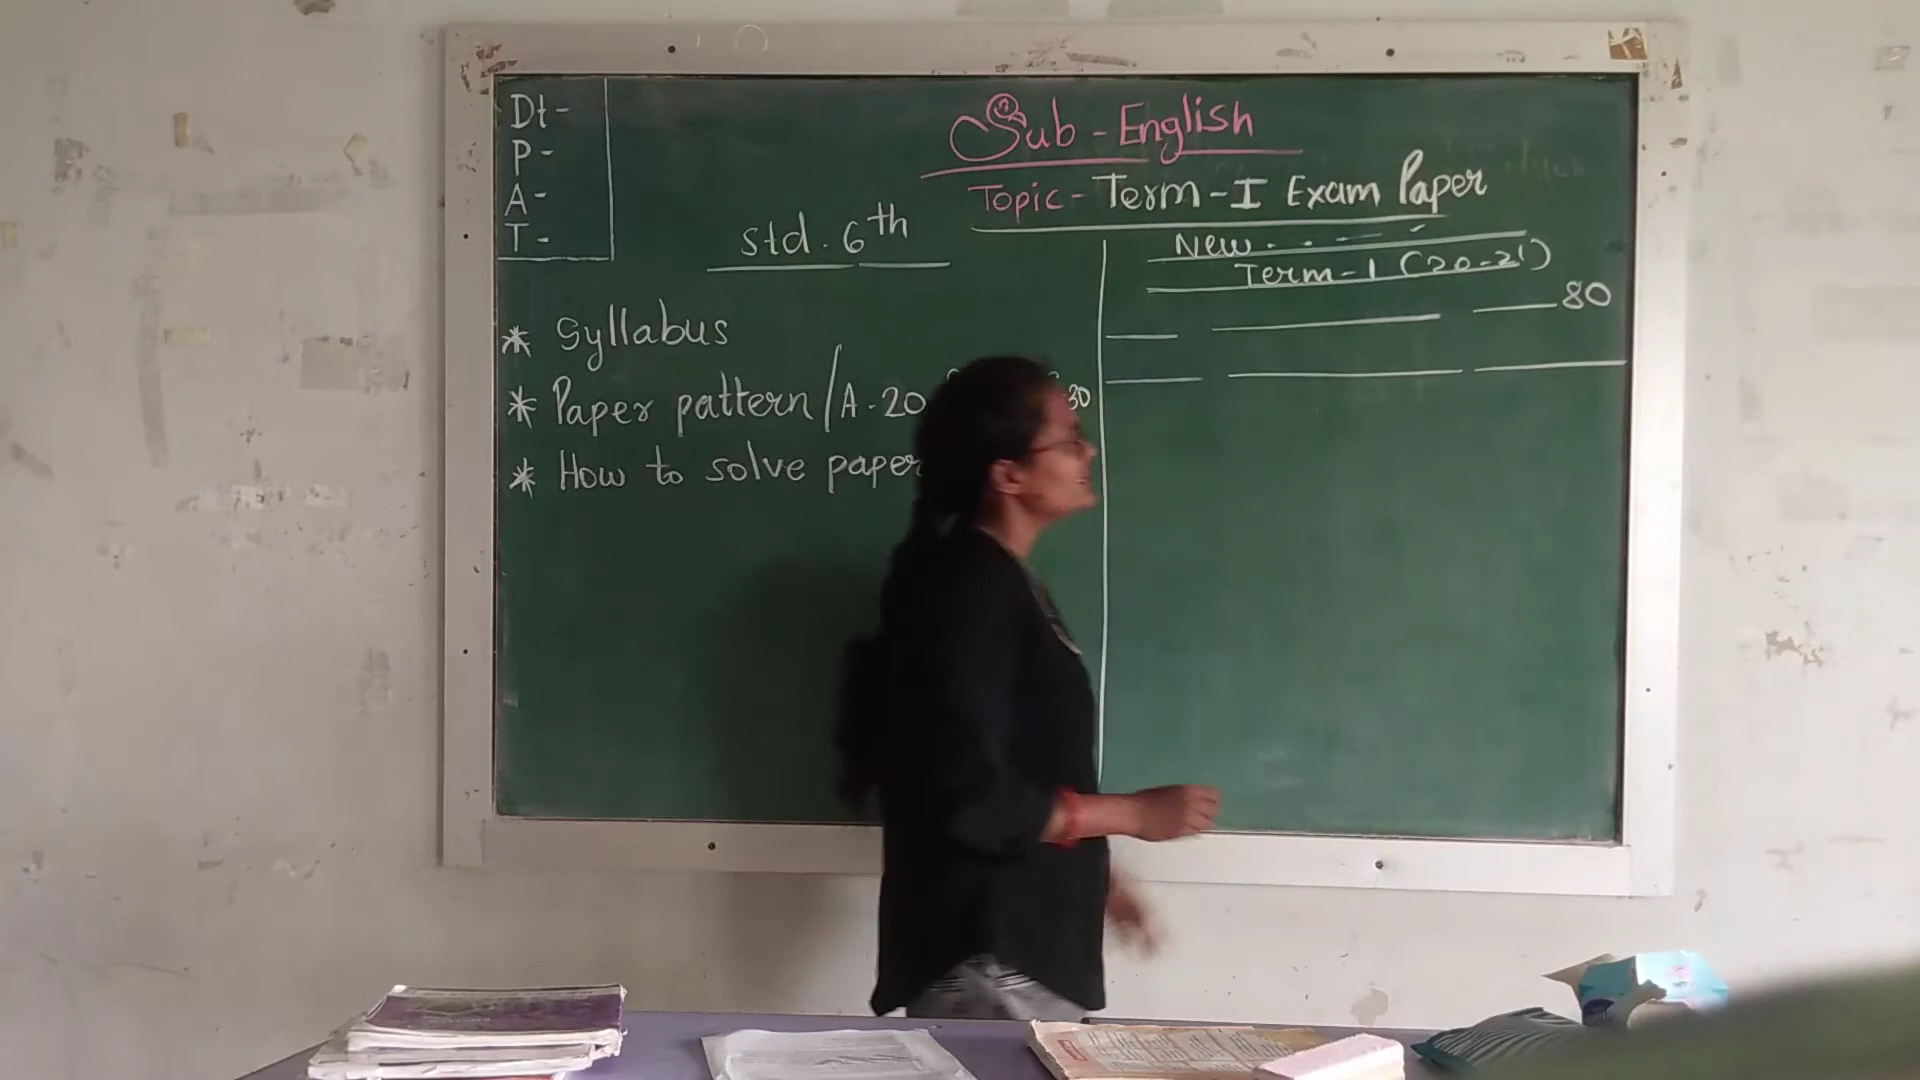 Dt-
P-
A-
T-
Sub - English
Topic - Term - I Exam Paper
std. 6th
* Syllabus
* Paper pattern / A - 20 30
* How to solve paper
New
Term - I (20-21)
80